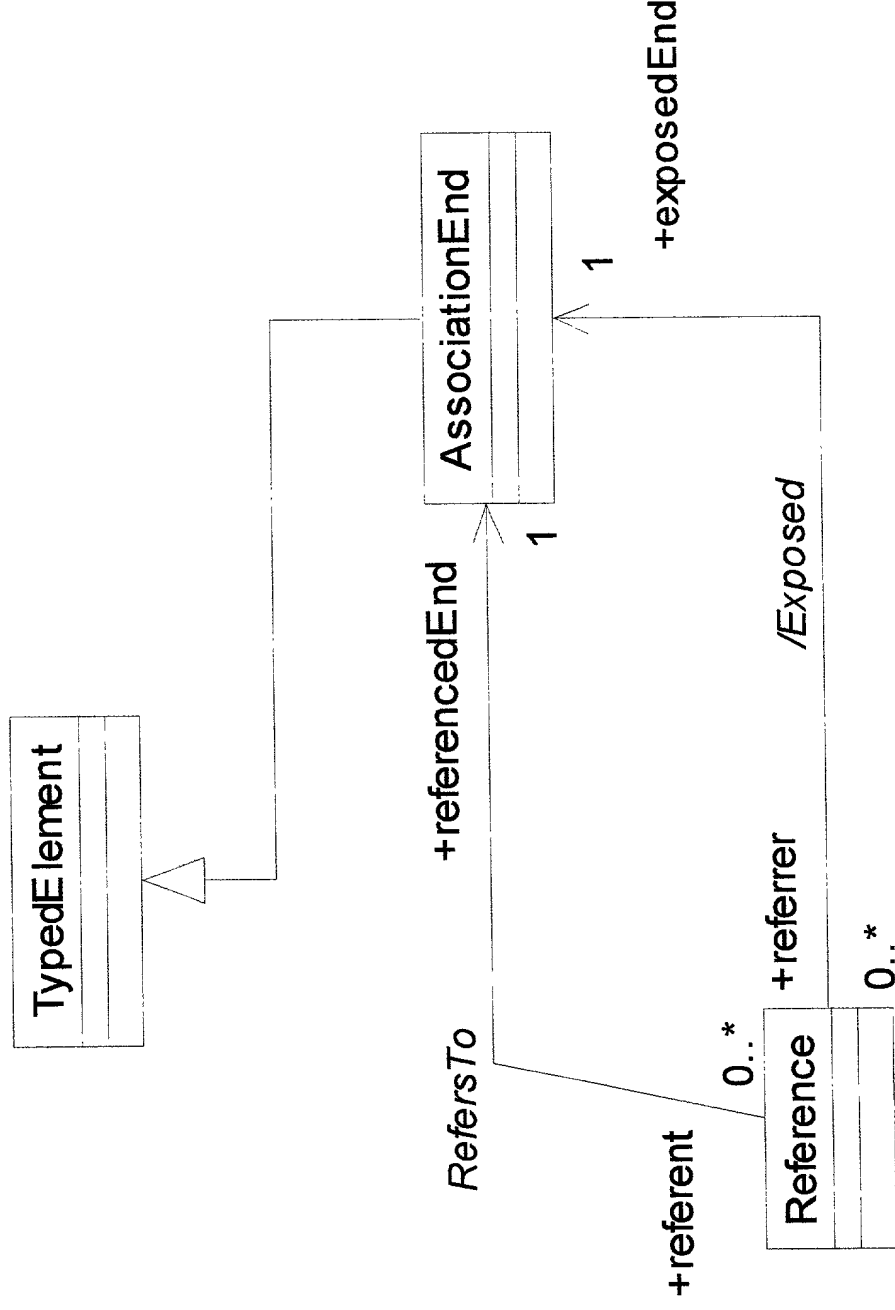 TypedElement
AssociationEnd
+referencedEnd
1
1
+exposedEnd
RefersTo
/Exposed
+referent
0..*
+referrer
0..*
Reference